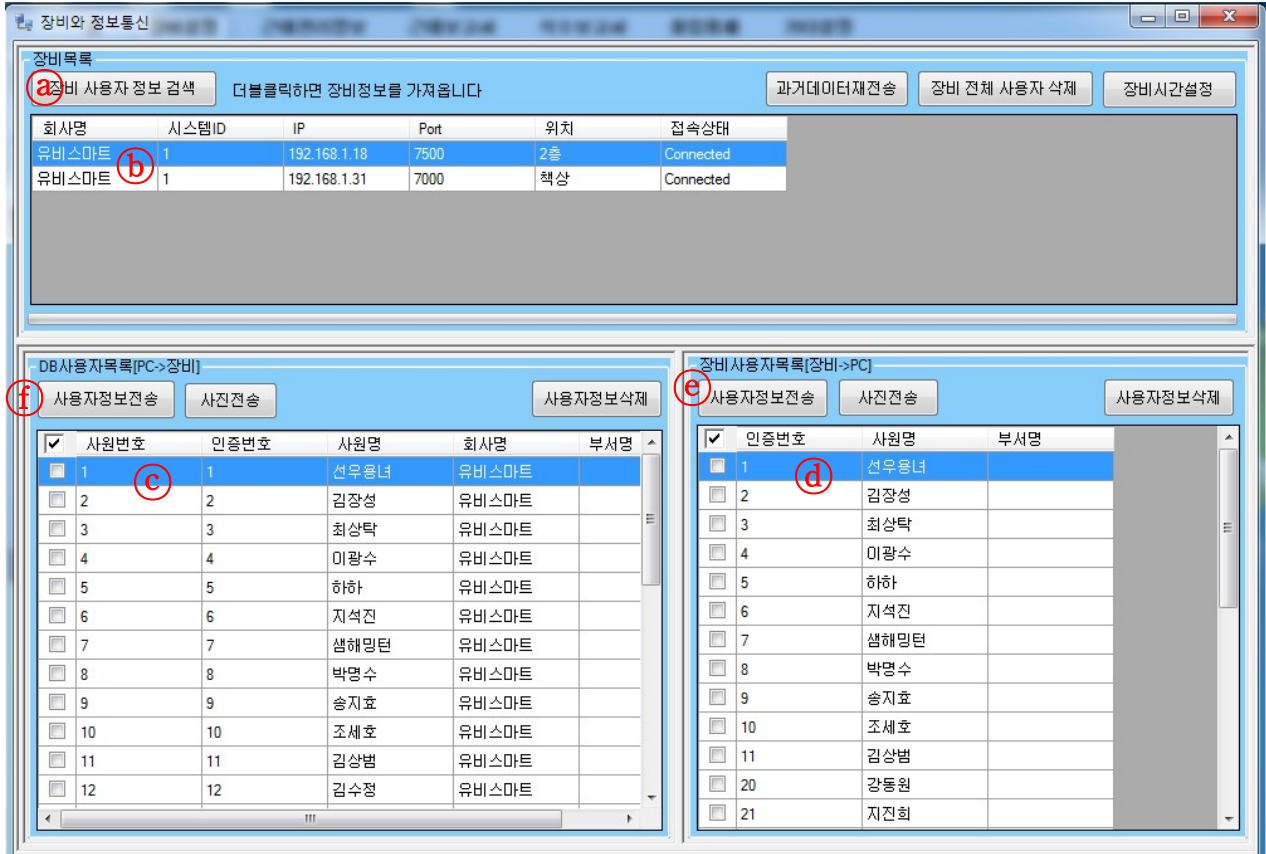 장비와 정보통신
장비목록
ⓐ 장비 사용자 정보 검색 더블클릭하면 장비정보를 가져옵니다 과거데이터재전송 장비 전체 사용자 삭제 장비시간설정
회사명 시스템ID IP Port 위치 접속상태
유비스마트 ⓑ 1 192.168.1.18 7500 2층 Connected
유비스마트 1 192.168.1.31 7000 책상 Connected
DB사용자목록[PC->장비]
ⓕ 사용자정보전송 사진전송 사용자정보삭제
사원번호 인증번호 사원명 회사명 부서명
1 ⓒ 1 선우용녀 유비스마트
2 2 김장성 유비스마트
3 3 최상탁 유비스마트
4 4 이광수 유비스마트
5 5 하하 유비스마트
6 6 지석진 유비스마트
7 7 샘해밍턴 유비스마트
8 8 박명수 유비스마트
9 9 송지효 유비스마트
10 10 조세호 유비스마트
11 11 김상범 유비스마트
12 12 김수정 유비스마트
장비사용자목록[장비->PC]
ⓔ 사용자정보전송 사진전송 사용자정보삭제
인증번호 사원명 부서명
1 ⓓ 선우용녀
2 김장성
3 최상탁
4 이광수
5 하하
6 지석진
7 샘해밍턴
8 박명수
9 송지효
10 조세호
11 김상범
20 강동원
21 지진희